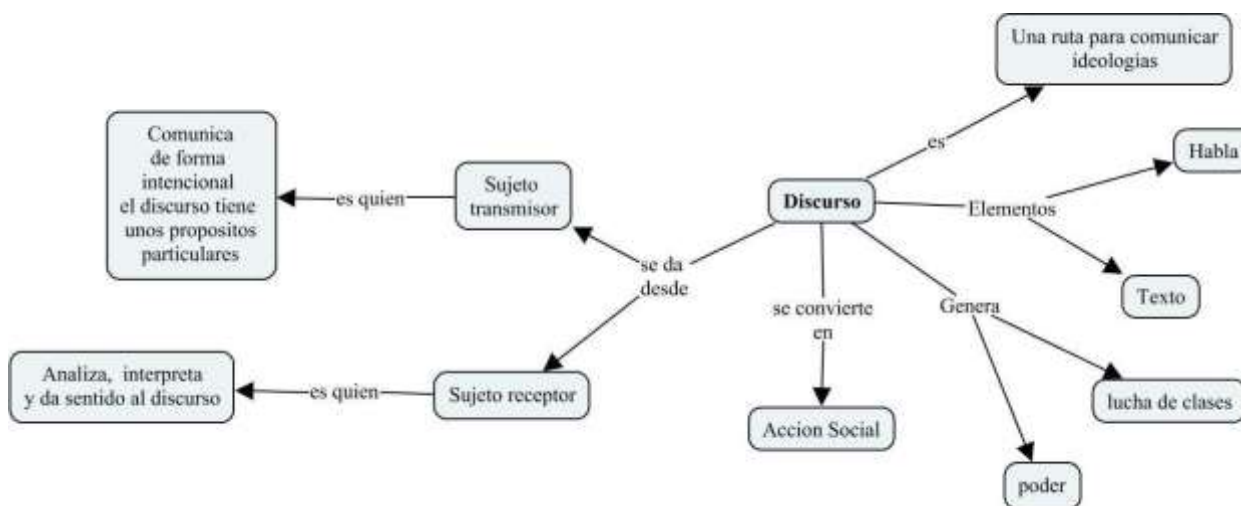 Una ruta para comunicar
ideologias
es
Habla
Elementos
Texto
Discurso
Genera
lucha de clases
poder
se convierte
en
Accion Social
se da
desde
Sujeto
transmisor
es quien
Comunica
de forma
intencional
el discurso tiene
unos propositos
particulares
Sujeto receptor
es quien
Analiza, interpreta
y da sentido al discurso